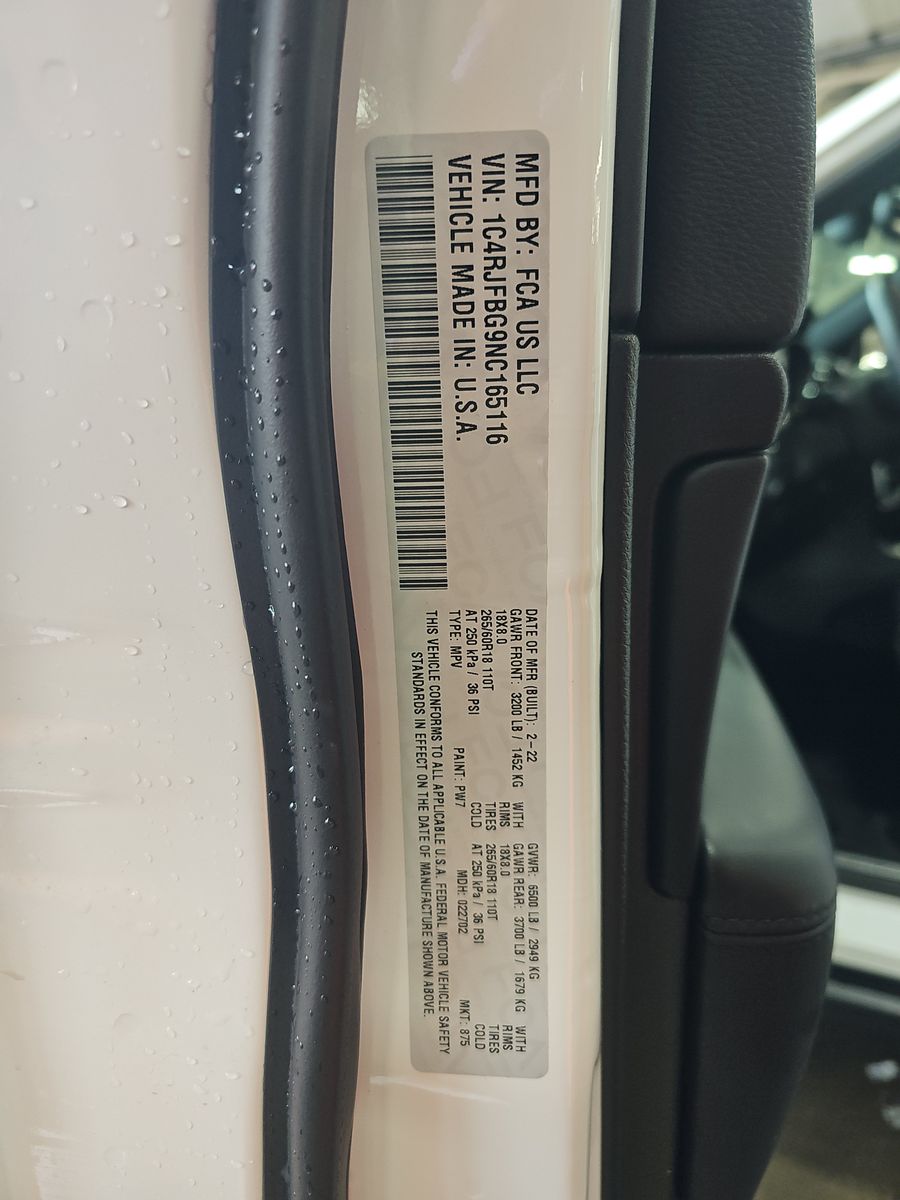 MFD BY: FCA US LLC
VIN: 1C4RJFBG9NC165116
VEHICLE MADE IN: U.S.A.
DATE OF MFR (BUILT): 2-22 GVWR: 6500 LB / 2949 KG
GAWR FRONT: 3200 LB / 1452 KG WITH GAWR REAR: 3700 LB / 1679 KG WITH
18X8.0 RIMS 18X8.0 RIMS
265/60R18 110T TIRES 265/60R18 110T TIRES
AT 250 kPa / 36 PSI COLD AT 250 kPa / 36 PSI COLD
TYPE: MPV PAINT: PW7 MDH: 022702 MKT: 875
THIS VEHICLE CONFORMS TO ALL APPLICABLE U.S.A. FEDERAL MOTOR VEHICLE SAFETY
STANDARDS IN EFFECT ON THE DATE OF MANUFACTURE SHOWN ABOVE.